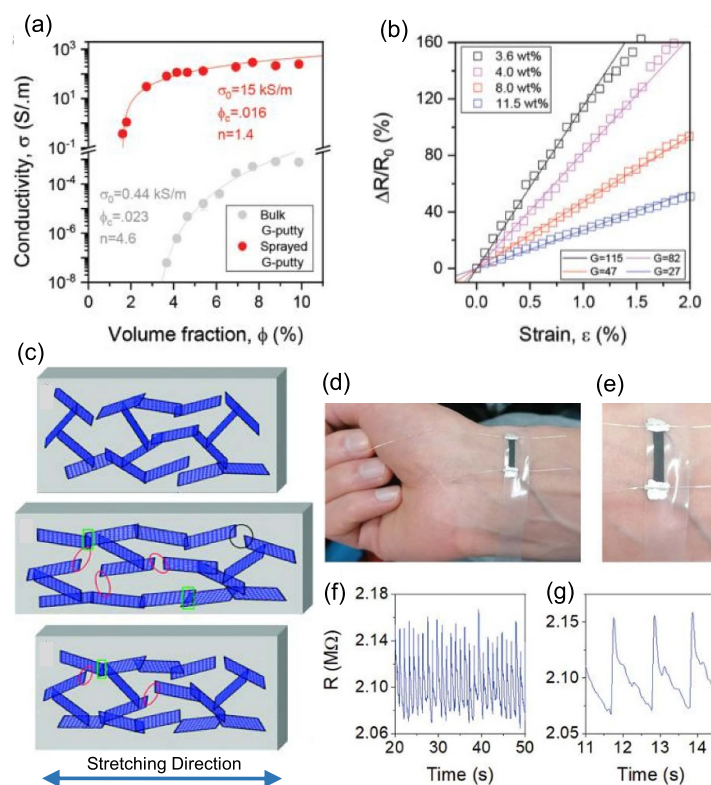 (a)
Conductivity, σ (S/.m)
10³
10¹
10⁻¹
10⁻⁴
10⁻⁶
10⁻⁸
σ₀=15 kS/m
ϕc=.016
n=1.4
σ₀=0.44 kS/m
ϕc=.023
n=4.6
Bulk
G-putty
Sprayed
G-putty
0 2 4 6 8 10
Volume fraction, ϕ (%)
(b)
ΔR/R₀ (%)
160
120
80
40
0
3.6 wt%
4.0 wt%
8.0 wt%
11.5 wt%
G=115 G=82
G=47 G=27
0.0 0.5 1.0 1.5 2.0
Strain, ε (%)
(c)
Stretching Direction
(d)
(e)
(f)
R (MΩ)
2.18
2.14
2.10
2.06
20 30 40 50
Time (s)
(g)
2.20
2.15
2.10
2.05
11 12 13 14
Time (s)